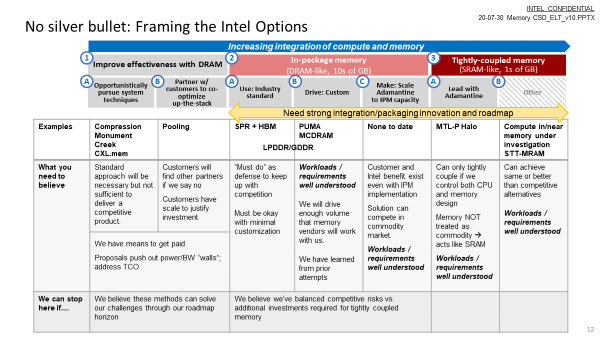 INTEL CONFIDENTIAL
20-07-30 Memory CSD_ELT_v10.PPTX
No silver bullet: Framing the Intel Options
Increasing integration of compute and memory
1
Improve effectiveness with DRAM
2
In-package memory
(DRAM-like, 10s of GB)
3
Tightly-coupled memory
(SRAM-like, 1s of GB)
A
Opportunistically
pursue system
techniques
B
Partner w/
customers to co-
optimize
up-the-stack
A
Use: Industry
standard
B
Drive: Custom
C
Make: Scale
Adamantine
to IPM capacity
A
Lead with
Adamantine
B
Other
Need strong integration/packaging innovation and roadmap
Examples
Compression
Monument
Creek
CXL.mem
Pooling
SPR + HBM
PUMA
MCDRAM
LPDDR/GDDR
None to date
MTL-P Halo
Compute in/near
memory under
investigation
STT-MRAM
What you
need to
believe
Standard
approach will be
necessary but not
sufficient to
deliver a
competitive
product.
Customers will
find other partners
if we say no
Customers have
scale to justify
investment
We have means to get paid
Proposals push out power/BW "walls";
address TCO
"Must do" as
defense to keep
up with
competition
Must be okay
with minimal
customization
Workloads /
requirements
well understood
We will drive
enough volume
that memory
vendors will work
with us.
We have learned
from prior
attempts
Customer and
Intel benefit exist
even with IPM
implementation
Solution can
compete in
commodity
market
Workloads /
requirements
well understood
Can only tightly
couple if we
control both CPU
and memory
design
Memory NOT
treated as
commodity →
acts like SRAM
Workloads /
requirements
well understood
Can achieve
same or better
than competitive
alternatives
Workloads /
requirements
well understood
We can stop
here if....
We believe these methods can solve
our challenges through our roadmap
horizon
We believe we've balanced competitive risks vs.
additional investments required for tightly coupled
memory
12